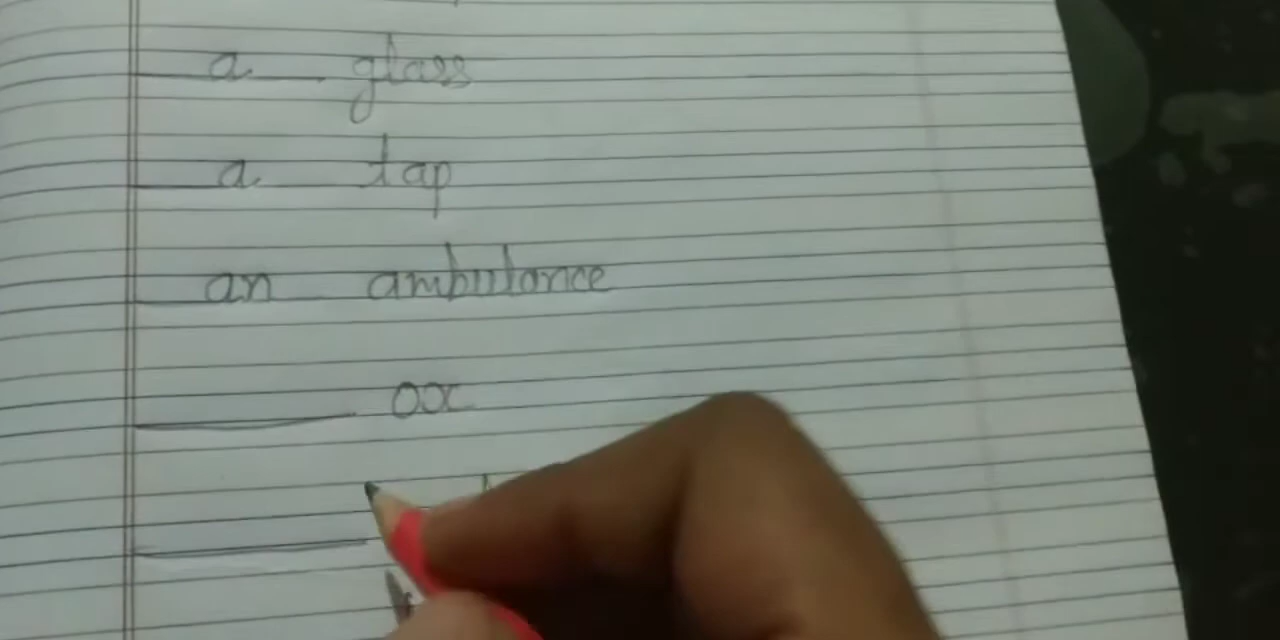 a glass
a tap
an ambulance
ox